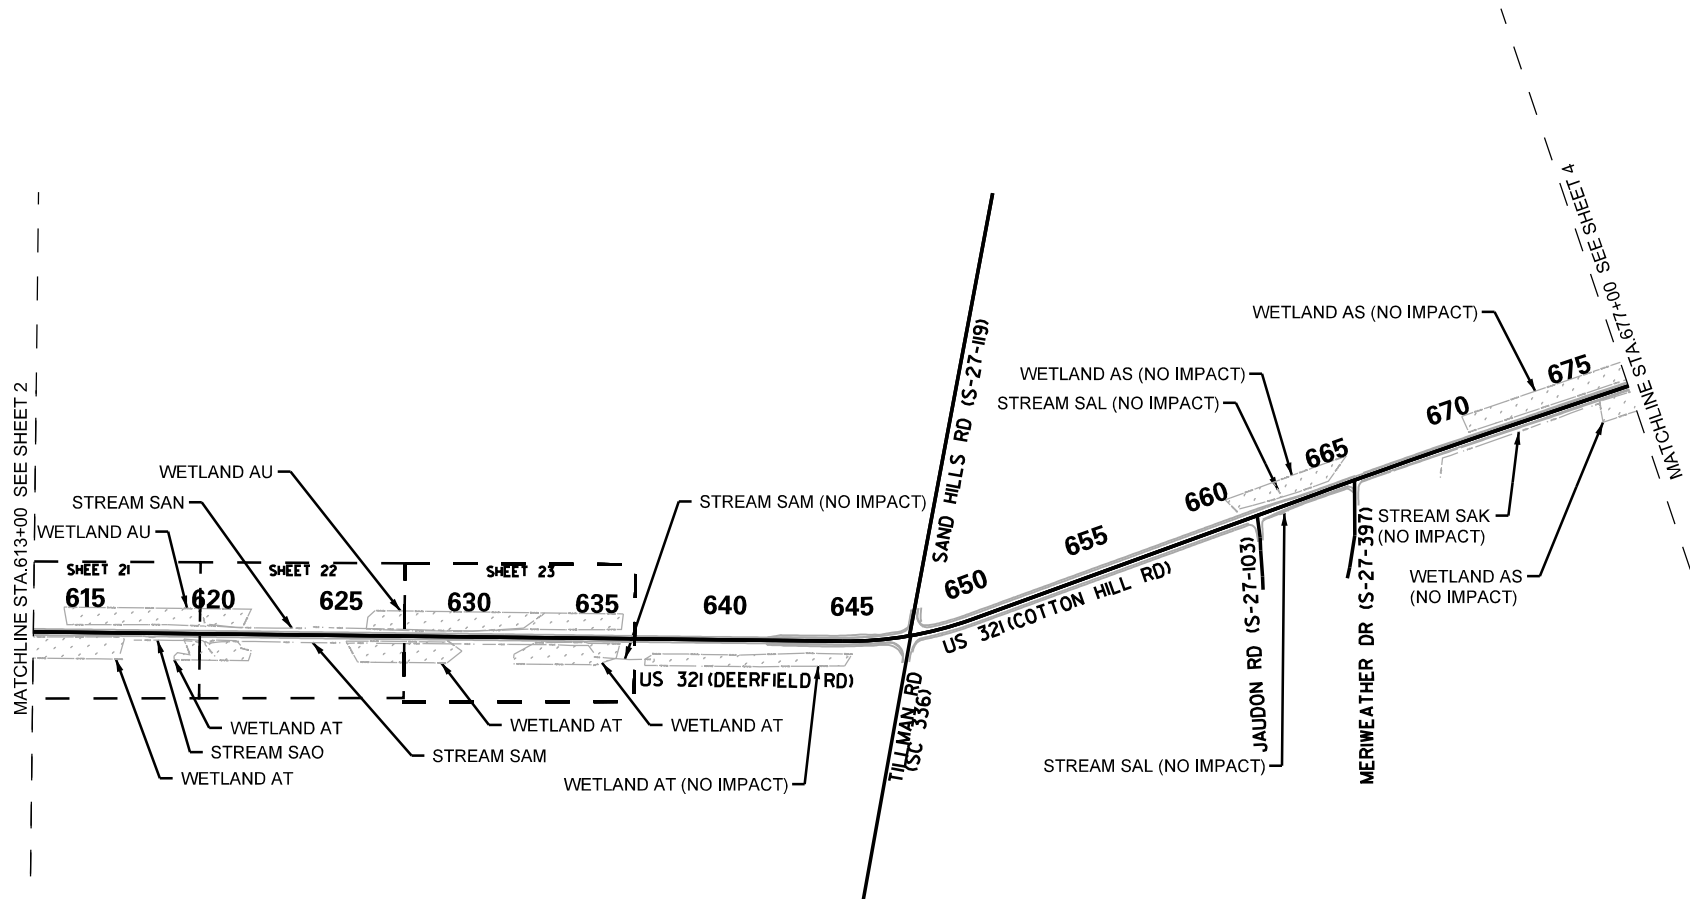 MATCHLINE STA.613+00 SEE SHEET 2
WETLAND AU
STREAM SAN
WETLAND AU
SHEET 21
SHEET 22
SHEET 23
615
620
625
630
635
640
645
650
655
660
665
670
675
STREAM SAM (NO IMPACT)
US 321 (DEERFIELD RD)
WETLAND AT
STREAM SAO
WETLAND AT
STREAM SAM
WETLAND AT
WETLAND AT
WETLAND AT (NO IMPACT)
SAND HILLS RD (S-27-119)
TILLMAN RD
(SC 336)
US 321 (COTTON HILL RD)
WETLAND AS (NO IMPACT)
WETLAND AS (NO IMPACT)
STREAM SAL (NO IMPACT)
JAUDON RD (S-27-103)
MERIWEATHER DR (S-27-397)
STREAM SAL (NO IMPACT)
STREAM SAK
(NO IMPACT)
WETLAND AS
(NO IMPACT)
MATCHLINE STA.677+00 SEE SHEET 4